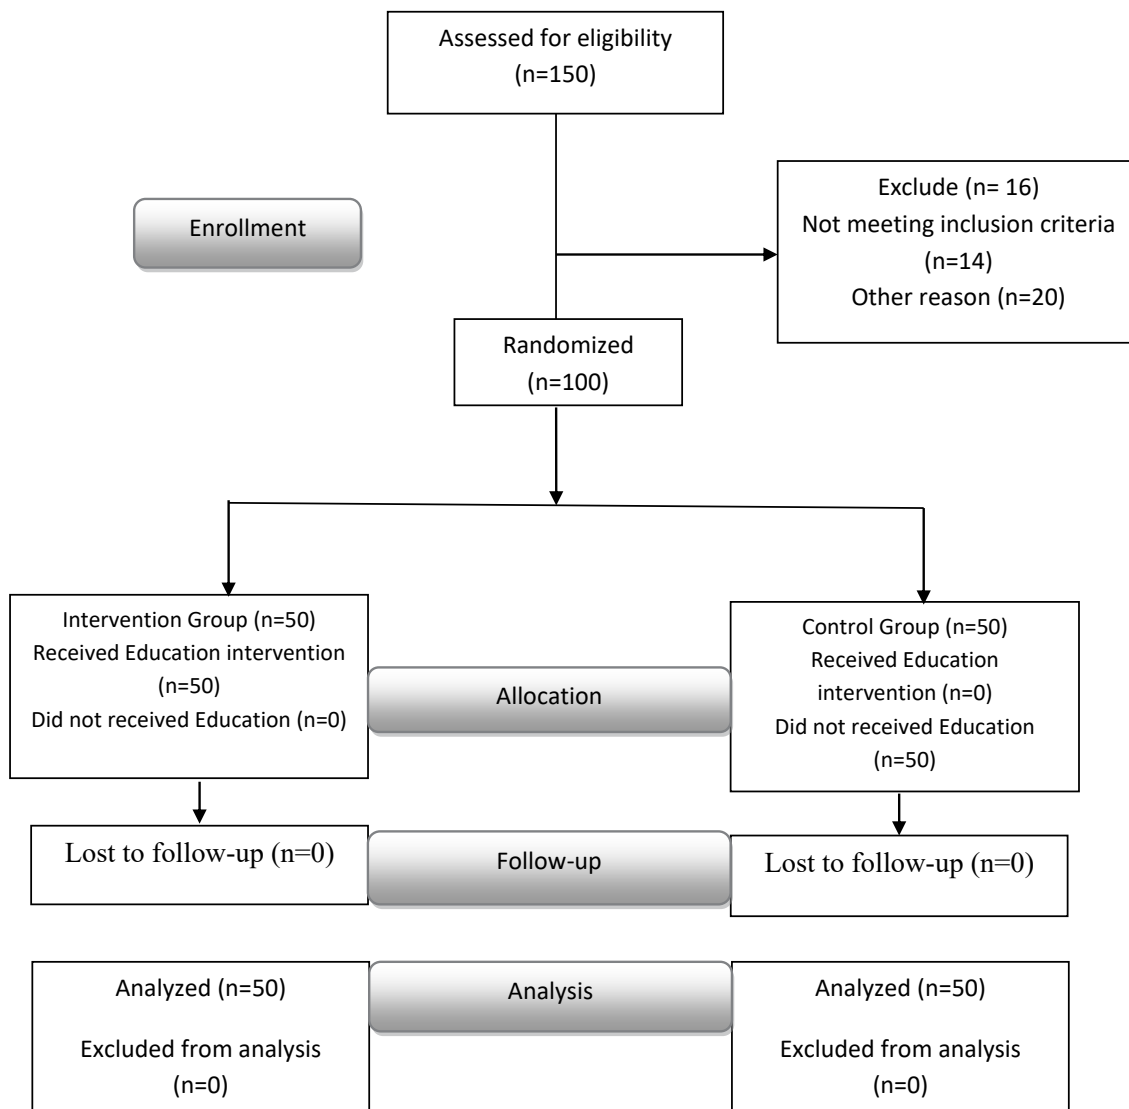 Assessed for eligibility
(n=150)
Exclude (n= 16)
Not meeting inclusion criteria
(n=14)
Other reason (n=20)
Enrollment
Randomized
(n=100)
Intervention Group (n=50)
Received Education intervention
(n=50)
Did not received Education (n=0)
Allocation
Control Group (n=50)
Received Education
intervention (n=0)
Did not received Education
(n=50)
Lost to follow-up (n=0)
Follow-up
Lost to follow-up (n=0)
Analyzed (n=50)
Excluded from analysis
(n=0)
Analysis
Analyzed (n=50)
Excluded from analysis
(n=0)